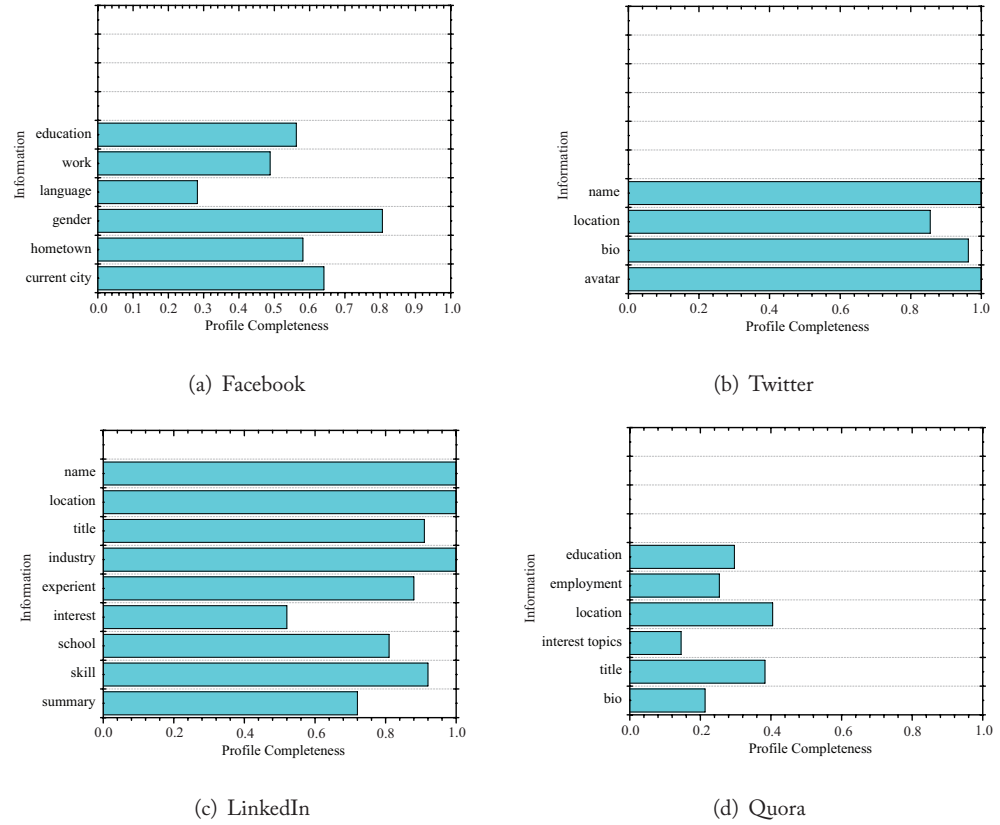 Information
education
work
language
gender
hometown
current city
0.0 0.1 0.2 0.3 0.4 0.5 0.6 0.7 0.8 0.9 1.0
Profile Completeness
(a) Facebook
Information
name
location
bio
avatar
0.0 0.2 0.4 0.6 0.8 1.0
Profile Completeness
(b) Twitter
Information
name
location
title
industry
experient
interest
school
skill
summary
0.0 0.2 0.4 0.6 0.8 1.0
Profile Completeness
(c) LinkedIn
Information
education
employment
location
interest topics
title
bio
0.0 0.2 0.4 0.6 0.8 1.0
Profile Completeness
(d) Quora